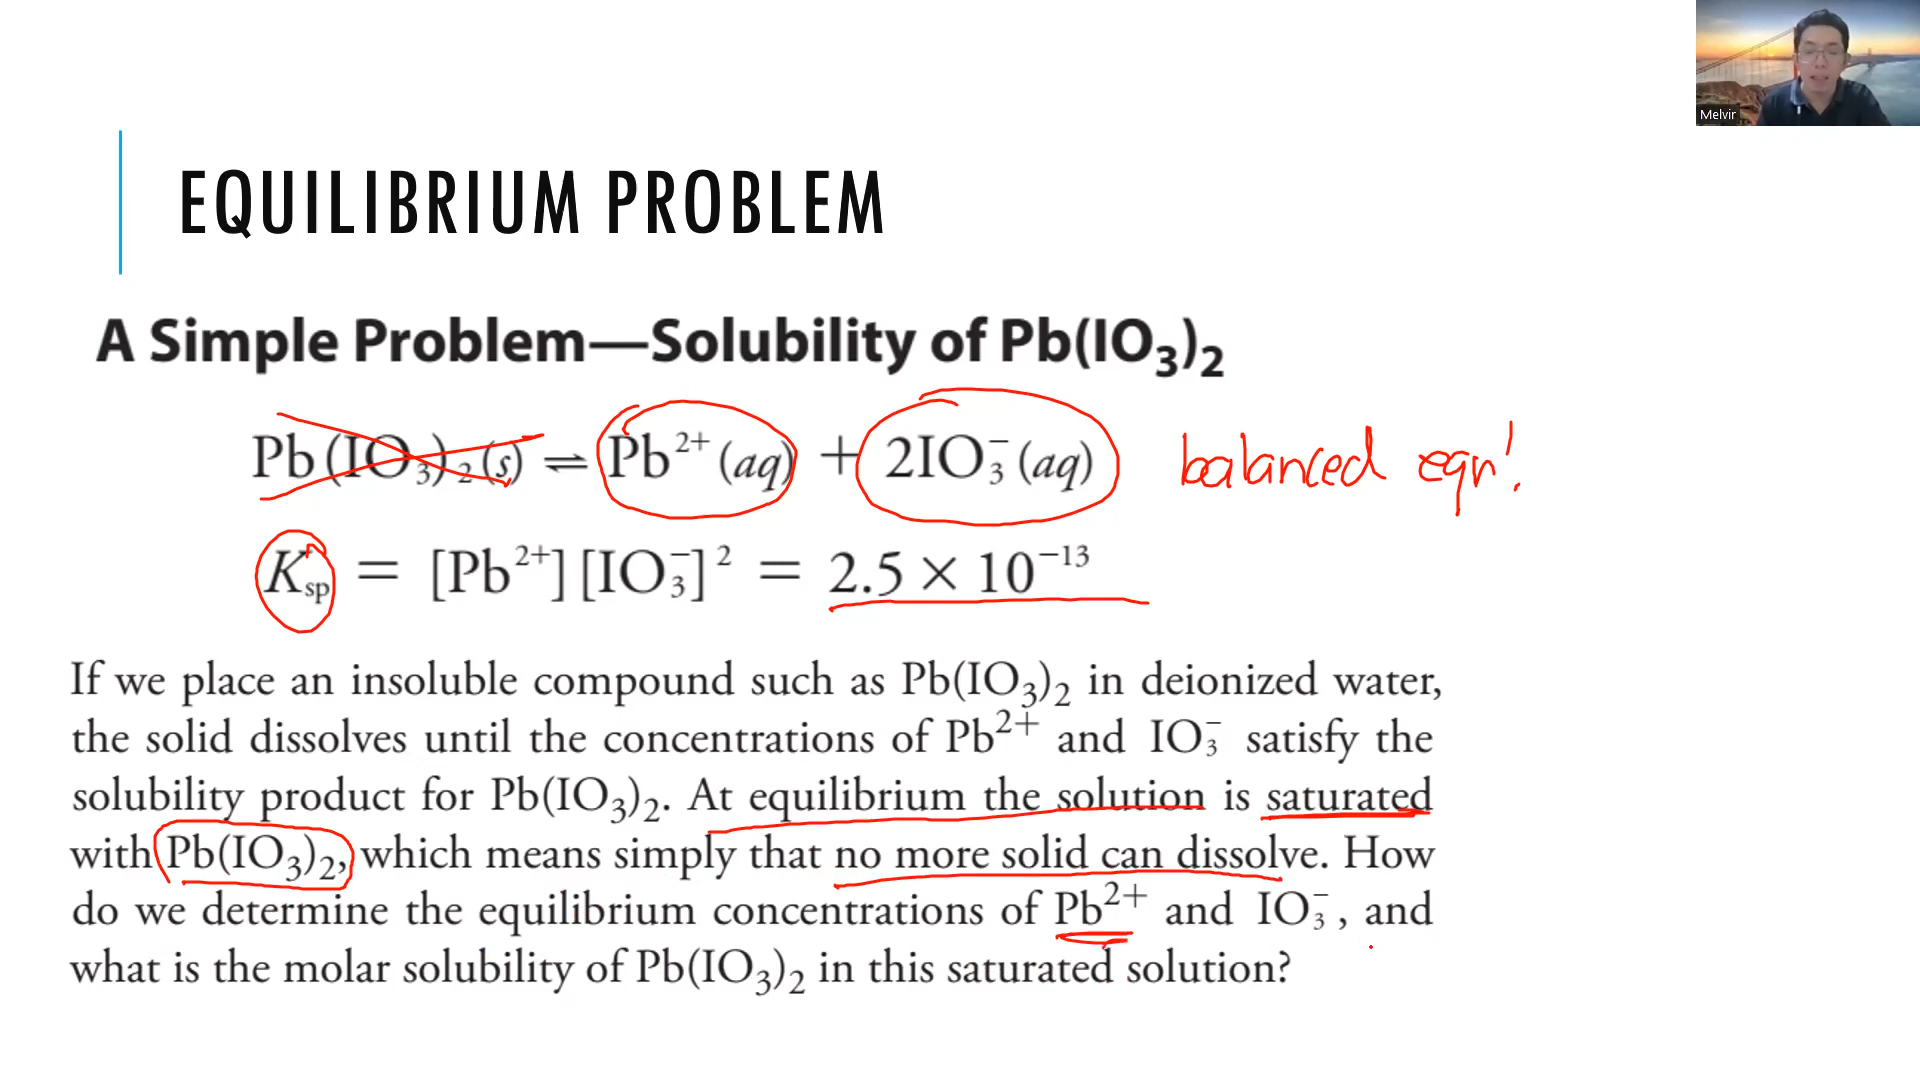 Melvir
EQUILIBRIUM PROBLEM
A Simple Problem—Solubility of Pb(IO₃)₂
Pb(IO₃)₂(s) ⇌ Pb²⁺(aq) + 2IO₃⁻(aq) balanced eqn!
Kₛₚ = [Pb²⁺][IO₃⁻]² = 2.5 × 10⁻¹³
If we place an insoluble compound such as Pb(IO₃)₂ in deionized water,
the solid dissolves until the concentrations of Pb²⁺ and IO₃⁻ satisfy the
solubility product for Pb(IO₃)₂. At equilibrium the solution is saturated
with Pb(IO₃)₂, which means simply that no more solid can dissolve. How
do we determine the equilibrium concentrations of Pb²⁺ and IO₃⁻, and
what is the molar solubility of Pb(IO₃)₂ in this saturated solution?